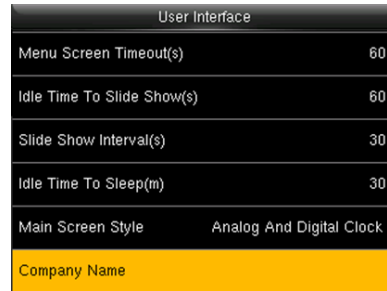 User Interface
Menu Screen Timeout(s) 60
Idle Time To Slide Show(s) 60
Slide Show Interval(s) 30
Idle Time To Sleep(m) 30
Main Screen Style Analog And Digital Clock
Company Name